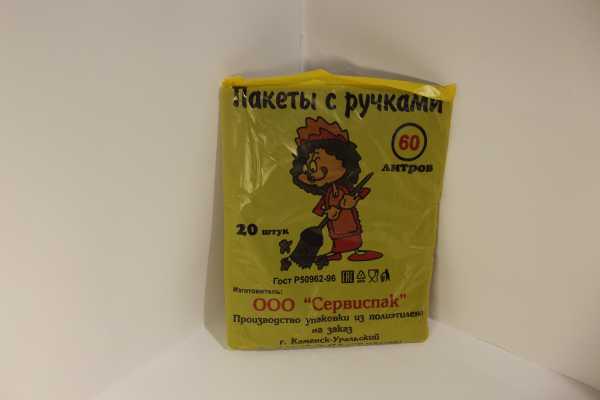 Пакеты с ручками
60
литров
20 штук
Гост Р50962-96
Изготовитель:
ООО "Сервиспак"
Производство упаковки из полиэтилена
на заказ
г. Каменск-Уральский